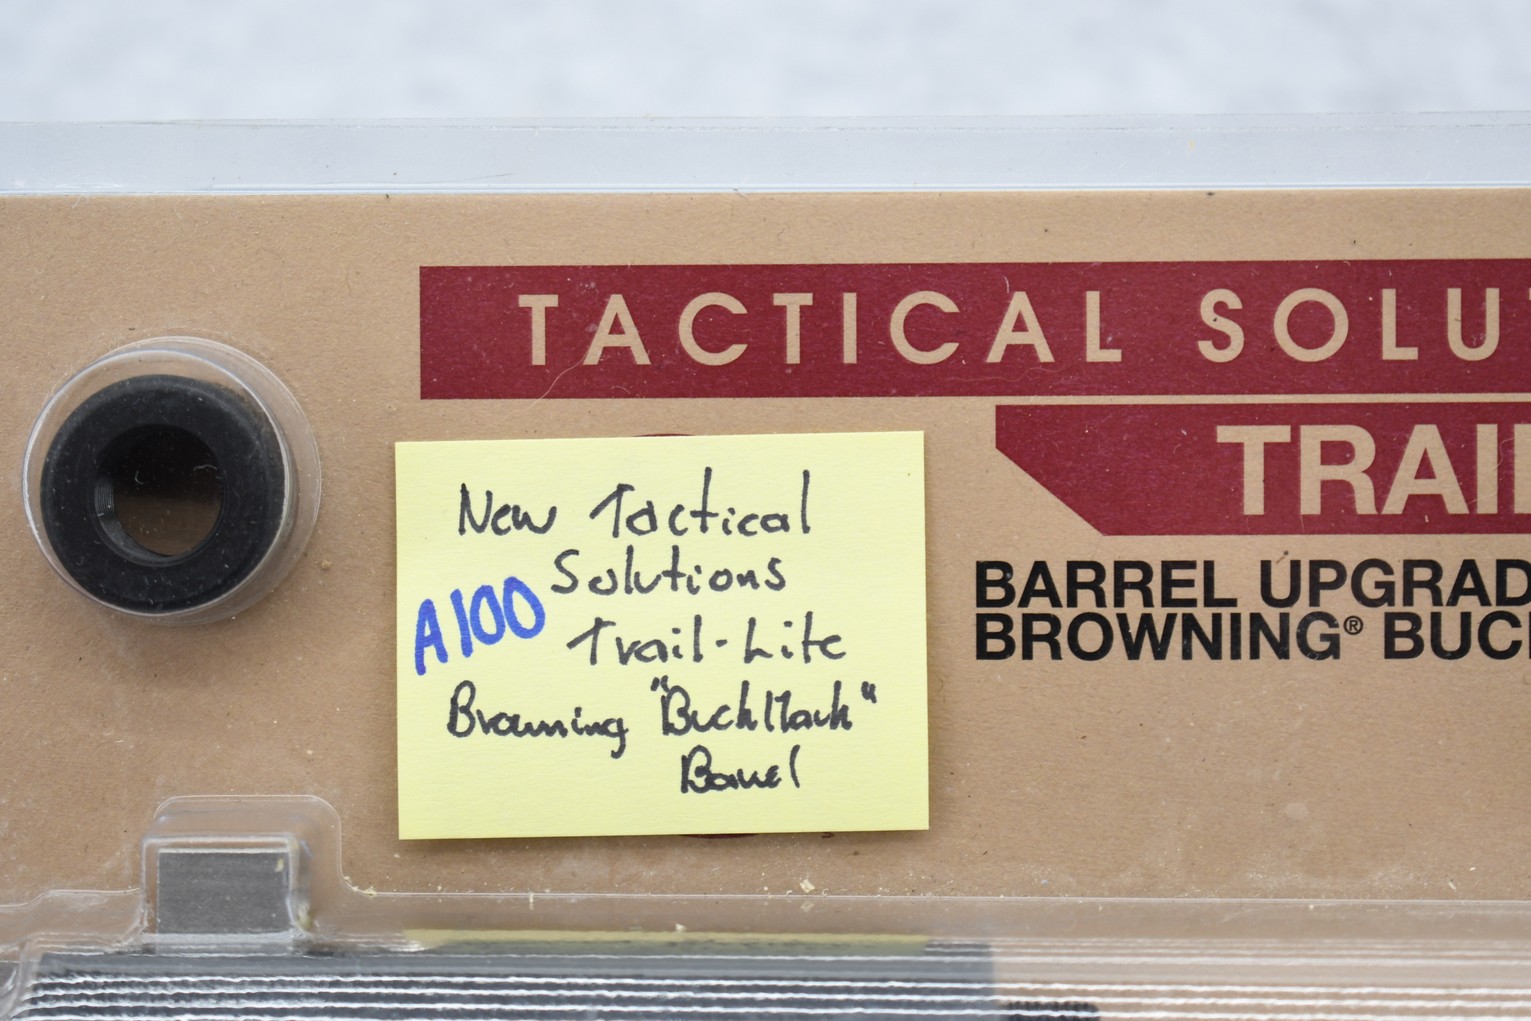 TACTICAL SOLU
TRAI
BARREL UPGRAD
BROWNING® BUC
New Tactical
Solutions
A100
Trail-Lite
Browning "BuckMark"
Barrel